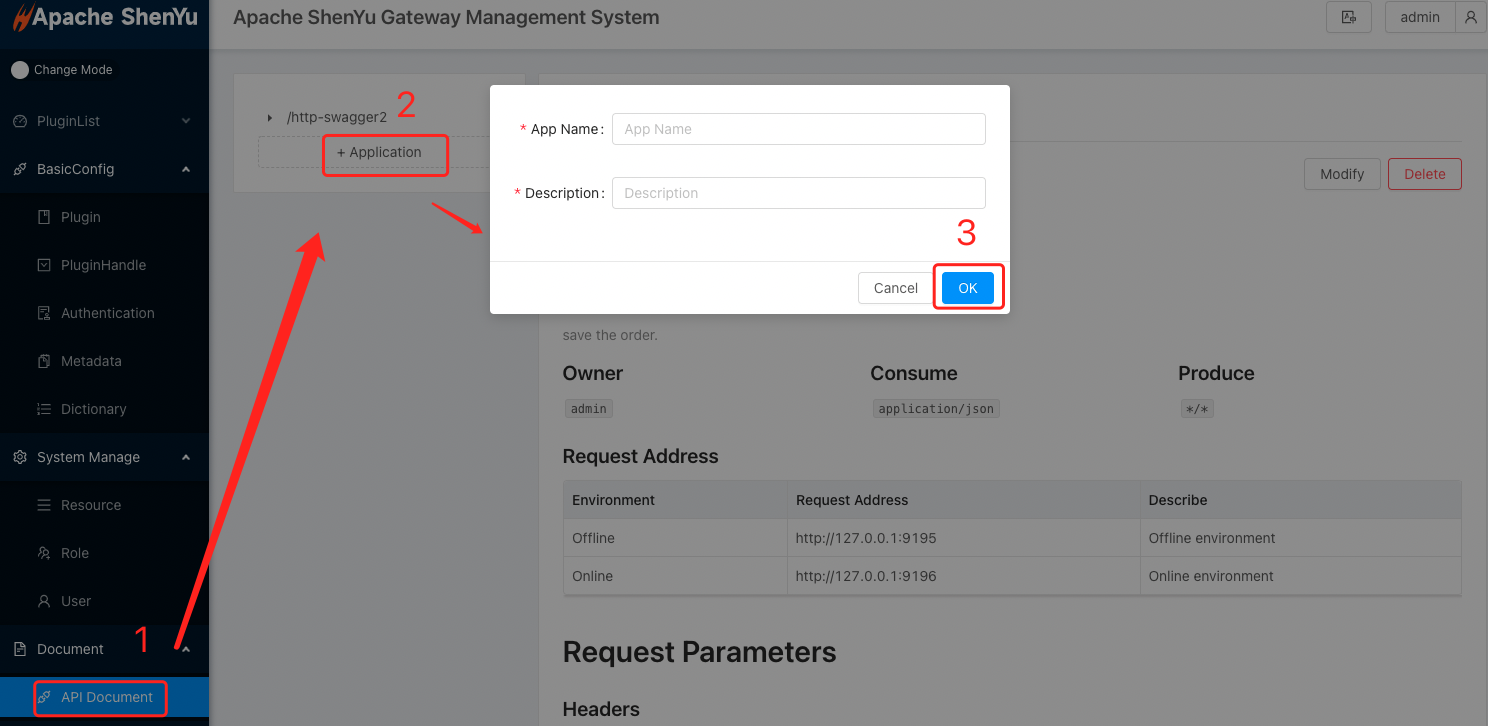 Apache ShenYu
Apache ShenYu Gateway Management System
admin
Change Mode
PluginList
BasicConfig
Plugin
PluginHandle
Authentication
Metadata
Dictionary
System Manage
Resource
Role
User
Document
1
API Document
/http-swagger2
2
+ Application
* App Name:
App Name
* Description:
Description
3
Cancel
OK
Modify
Delete
save the order.
Owner
Consume
Produce
admin
application/json
*/*
Request Address
Environment
Request Address
Describe
Offline
http://127.0.0.1:9195
Offline environment
Online
http://127.0.0.1:9196
Online environment
Request Parameters
Headers